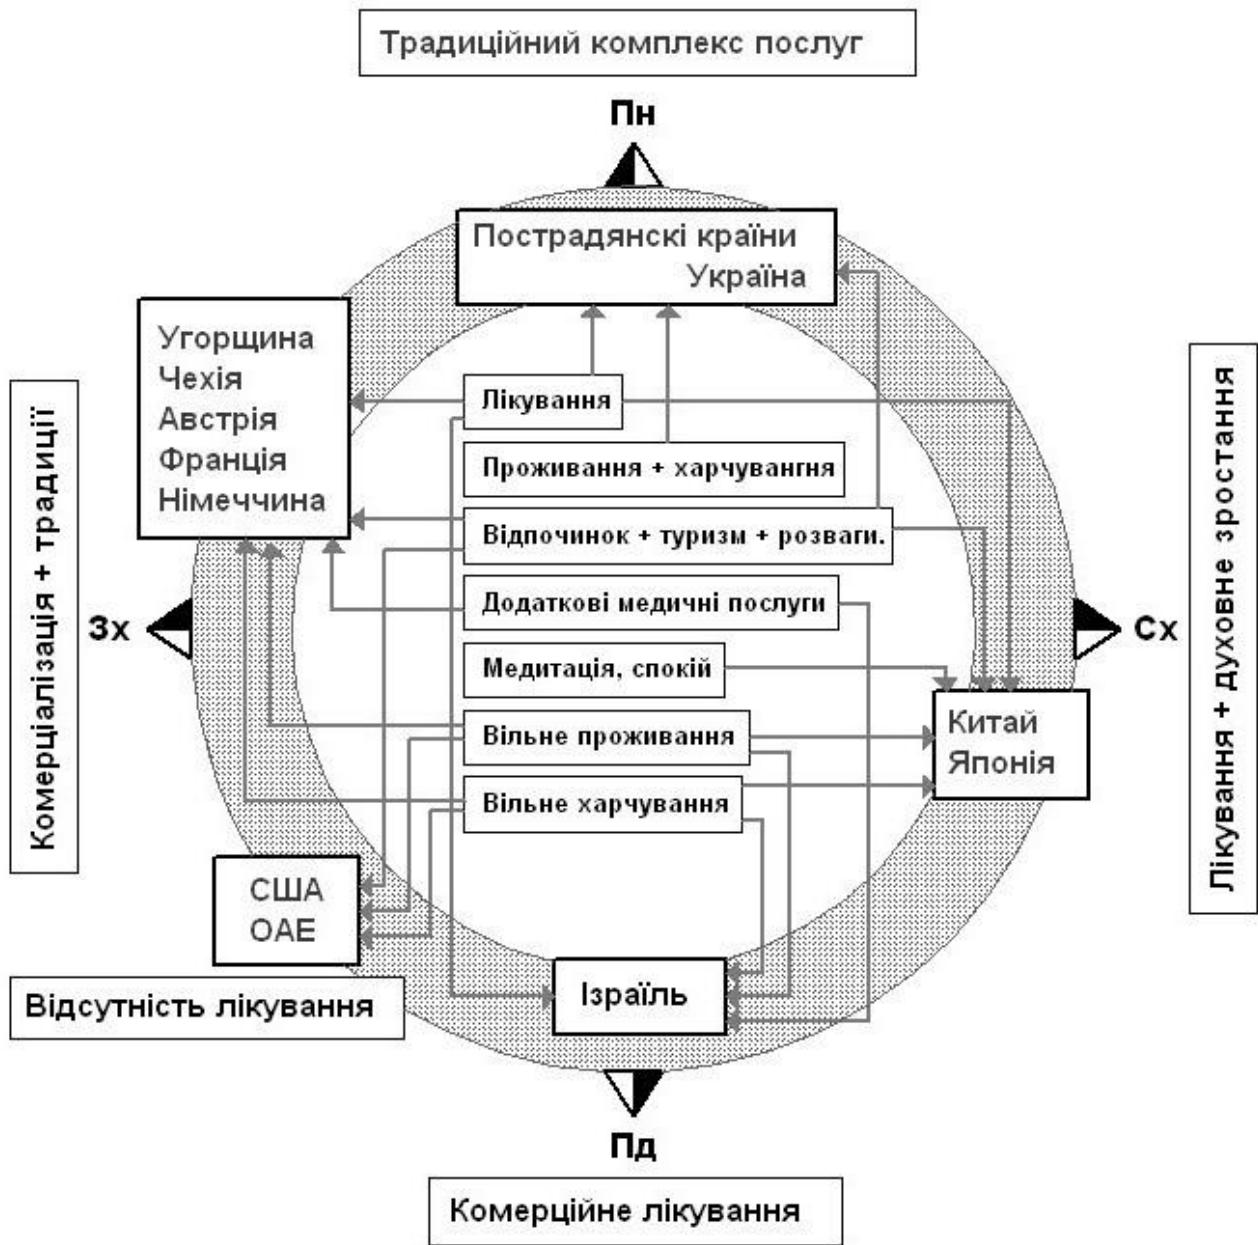 Традиційний комплекс послуг
Пн
Пострадянскі країни
Україна
Угорщина
Чехія
Австрія
Франція
Німеччина
Комерціалізація + традиції
Лікування + духовне зростання
Лікування
Проживання + харчувангня
Відпочинок + туризм + розваги.
Додаткові медичні послуги
Зх
Сх
Медитація, спокій
Вільне проживання
Вільне харчування
Китай
Японія
США
ОАЕ
Відсутність лікування
Ізраїль
Пд
Комерційне лікування